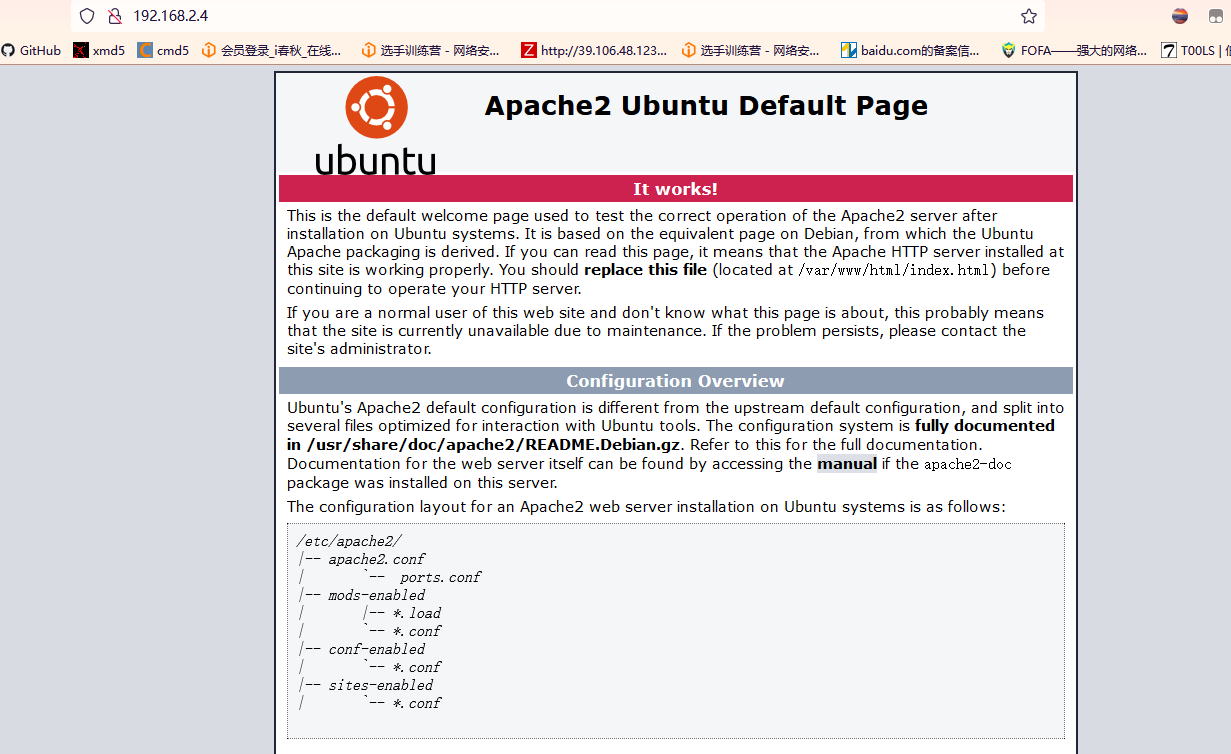 192.168.2.4
GitHub xmd5 cmd5 会员登录_i春秋_在线... 选手训练营 - 网络安... http://39.106.48.123... 选手训练营 - 网络安... baidu.com的备案信... FOFA——强大的网络... T00LS |
ubuntu
Apache2 Ubuntu Default Page
It works!
This is the default welcome page used to test the correct operation of the Apache2 server after
installation on Ubuntu systems. It is based on the equivalent page on Debian, from which the Ubuntu
Apache packaging is derived. If you can read this page, it means that the Apache HTTP server installed at
this site is working properly. You should replace this file (located at /var/www/html/index.html) before
continuing to operate your HTTP server.
If you are a normal user of this web site and don't know what this page is about, this probably means
that the site is currently unavailable due to maintenance. If the problem persists, please contact the
site's administrator.
Configuration Overview
Ubuntu's Apache2 default configuration is different from the upstream default configuration, and split into
several files optimized for interaction with Ubuntu tools. The configuration system is fully documented
in /usr/share/doc/apache2/README.Debian.gz. Refer to this for the full documentation.
Documentation for the web server itself can be found by accessing the manual if the apache2-doc
package was installed on this server.
The configuration layout for an Apache2 web server installation on Ubuntu systems is as follows:
/etc/apache2/
|-- apache2.conf
|       `--  ports.conf
|-- mods-enabled
|       |-- *.load
|       `-- *.conf
|-- conf-enabled
|       `-- *.conf
|-- sites-enabled
|       `-- *.conf